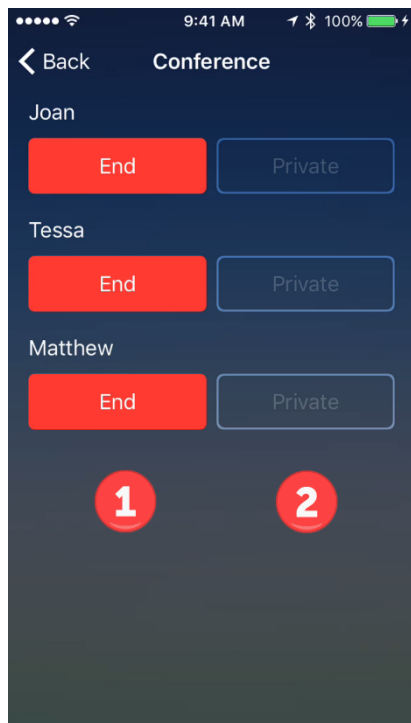 9:41 AM 100%
Back Conference
Joan
End Private
Tessa
End Private
Matthew
End Private
1 2